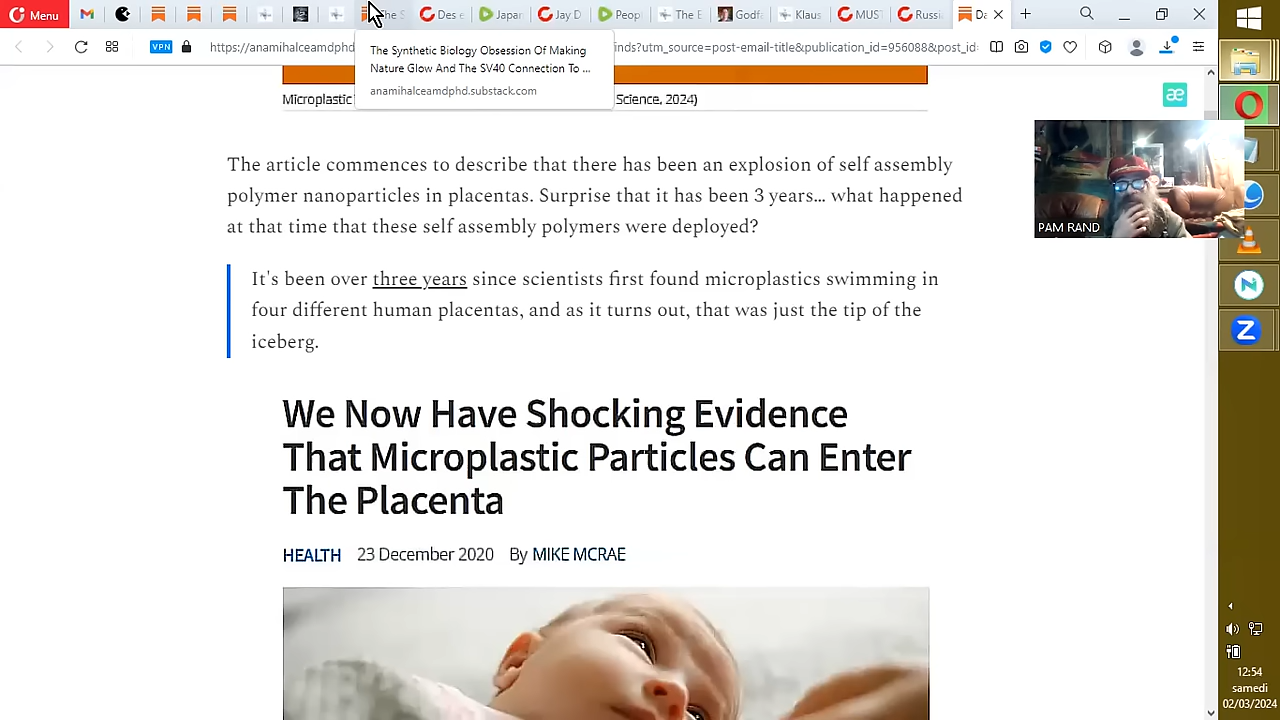 Menu
he S
Des e
Japan
Jay D
Peop
The E
Godf
Klaus
MUS
Russi
Da
VPN
https://anamihalceamdphd
inds?utm_source=post-email-title&publication_id=956088&post_id
The Synthetic Biology Obsession Of Making
Nature Glow And The SV40 Connection To ...
anamihalceamdphd.substack.com
Microplastic
Science, 2024)
æ
The article commences to describe that there has been an explosion of self assembly
polymer nanoparticles in placentas. Surprise that it has been 3 years… what happened
at that time that these self assembly polymers were deployed?
PAM RAND
It's been over three years since scientists first found microplastics swimming in
four different human placentas, and as it turns out, that was just the tip of the
iceberg.
We Now Have Shocking Evidence
That Microplastic Particles Can Enter
The Placenta
HEALTH 23 December 2020 By MIKE MCRAE
12:54
samedi
02/03/2024